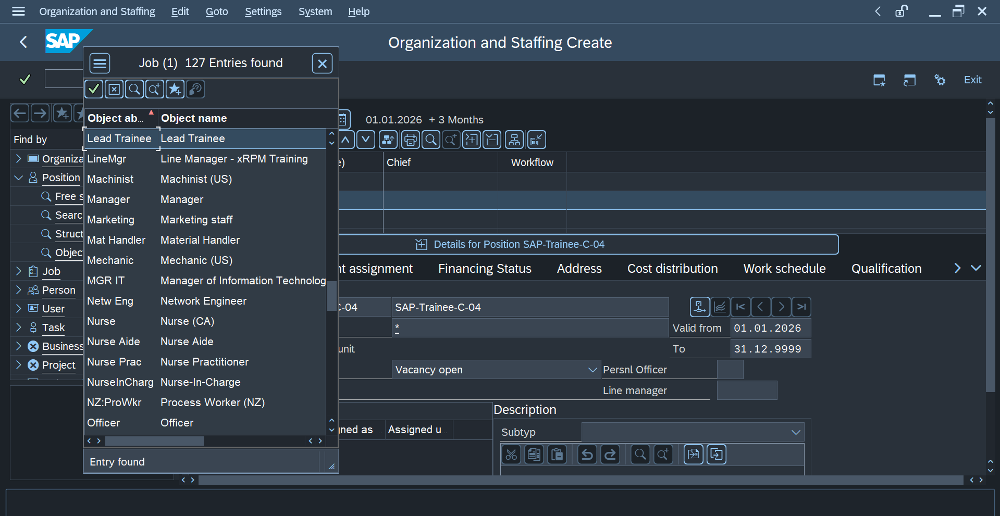 Organization and Staffing Edit Goto Settings System Help
SAP
Organization and Staffing Create
Exit
Job (1) 127 Entries found
Object ab... Object name
Lead Trainee Lead Trainee
LineMgr Line Manager - xRPM Training
Machinist Machinist (US)
Manager Manager
Marketing Marketing staff
Mat Handler Material Handler
Mechanic Mechanic (US)
MGR IT Manager of Information Technolog
Netw Eng Network Engineer
Nurse Nurse (CA)
Nurse Aide Nurse Aide
Nurse Prac Nurse Practitioner
NurseInCharg Nurse-In-Charge
NZ:ProWkr Process Worker (NZ)
Officer Officer
Entry found
Find by
Organiza
Position
Free s
Searc
Struct
Objec
Job
Person
User
Task
Business
Project
01.01.2026 + 3 Months
e) Chief Workflow
Details for Position SAP-Trainee-C-04
nt assignment Financing Status Address Cost distribution Work schedule Qualification
C-04 SAP-Trainee-C-04
* Valid from 01.01.2026
unit To 31.12.9999
Vacancy open Persnl Officer
Line manager
Description
ned as ... Assigned u...
Subtyp